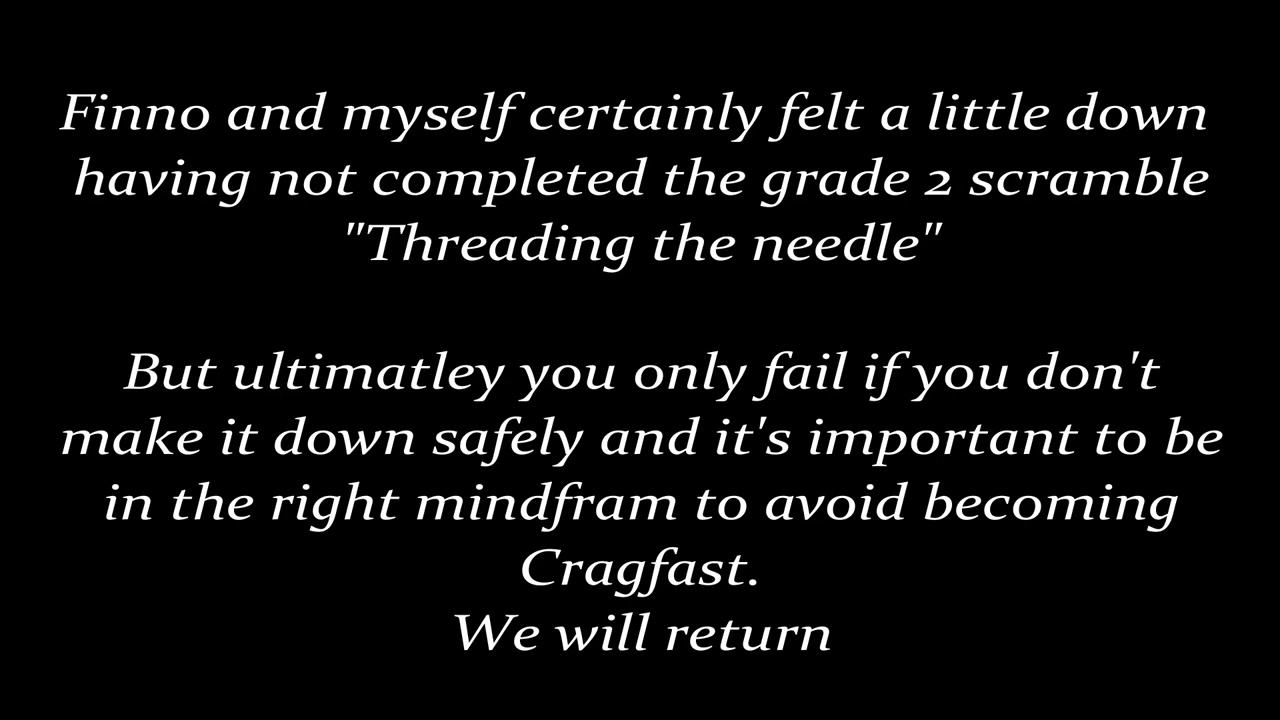 Finno and myself certainly felt a little down
having not completed the grade 2 scramble
"Threading the needle"
But ultimatley you only fail if you don't
make it down safely and it's important to be
in the right mindfram to avoid becoming
Cragfast.
We will return